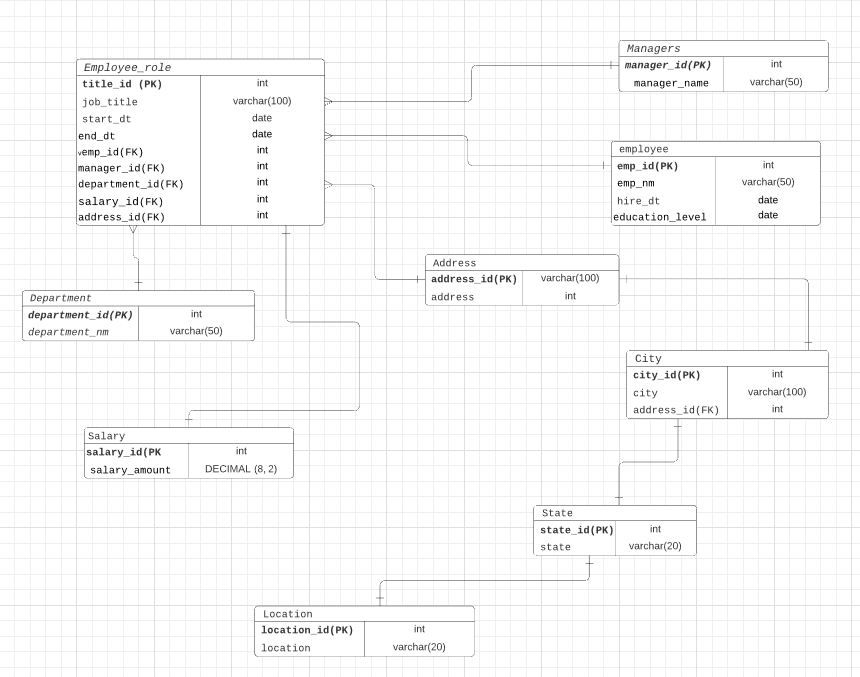 Managers
manager_id(PK) int
manager_name varchar(50)
Employee_role
title_id (PK) int
job_title varchar(100)
start_dt date
end_dt date
vemp_id(FK) int
manager_id(FK) int
department_id(FK) int
salary_id(FK) int
address_id(FK) int
employee
emp_id(PK) int
emp_nm varchar(50)
hire_dt date
education_level date
Address
address_id(PK) varchar(100)
address int
Department
department_id(PK) int
department_nm varchar(50)
City
city_id(PK) int
city varchar(100)
address_id(FK) int
Salary
salary_id(PK int
salary_amount DECIMAL (8, 2)
State
state_id(PK) int
state varchar(20)
Location
location_id(PK) int
location varchar(20)